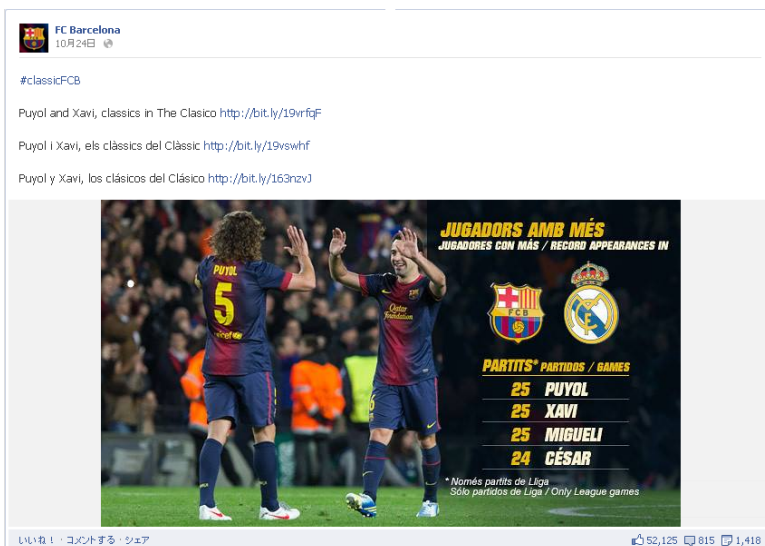 FC Barcelona
10月24日
#classicFCB
Puyol and Xavi, classics in The Clasico http://bit.ly/19vrfqF
Puyol i Xavi, els clàssics del Clàssic http://bit.ly/19vswhf
Puyol y Xavi, los clásicos del Clásico http://bit.ly/163nzvJ
JUGADORS AMB MÉS
JUGADORES CON MÁS / RECORD APPEARANCES IN
FCB
PUYOL
5
unicef
Qatar
Foundation
PARTITS* PARTIDOS / GAMES
25 PUYOL
25 XAVI
25 MIGUELI
24 CÉSAR
* Només partits de Lliga
Sólo partidos de Liga / Only League games
いいね！ · コメントする · シェア
52,125 815 1,418